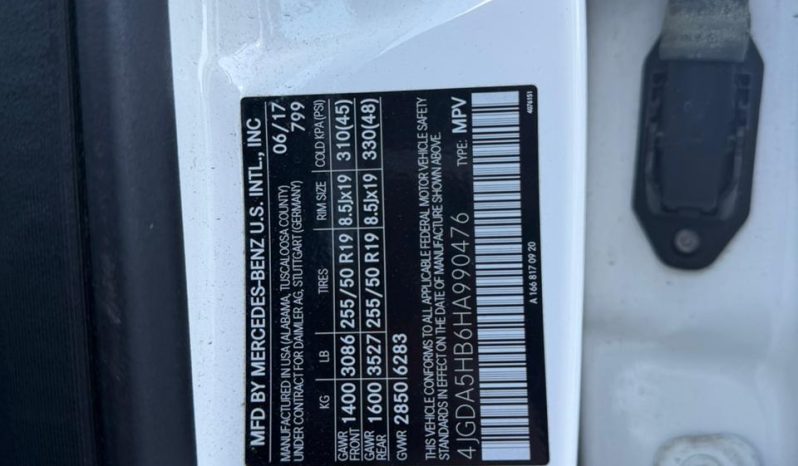 MFD BY MERCEDES-BENZ U.S. INTL., INC
MANUFACTURED IN USA (ALABAMA, TUSCALOOSA COUNTY) 06/17
UNDER CONTRACT FOR DAIMLER AG, STUTTGART (GERMANY) 799
KG LB TIRES RIM SIZE COLD KPA(PSI)
GAWR FRONT 1400 3086 255/50 R19 8.5Jx19 310(45)
GAWR REAR 1600 3527 255/50 R19 8.5Jx19 330(48)
GVWR 2850 6283
THIS VEHICLE CONFORMS TO ALL APPLICABLE FEDERAL MOTOR VEHICLE SAFETY
STANDARDS IN EFFECT ON THE DATE OF MANUFACTURE SHOWN ABOVE.
4JGDA5HB6HA990476 TYPE: MPV
A 166 817 09 20 4076151